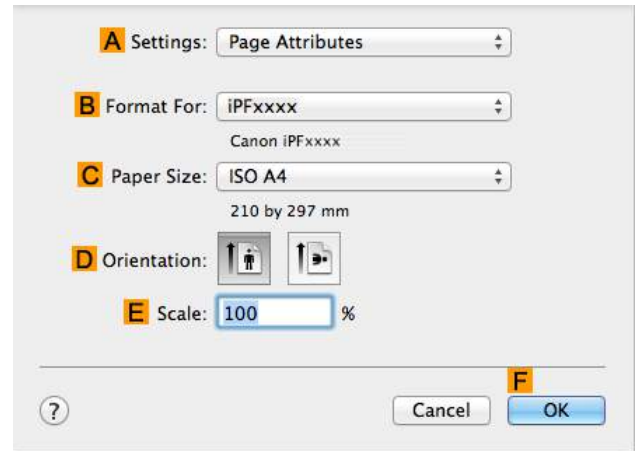 A Settings: Page Attributes
B Format For: iPFxxxx
Canon iPFxxxx
C Paper Size: ISO A4
210 by 297 mm
D Orientation:
E Scale: 100 %
F
? Cancel OK